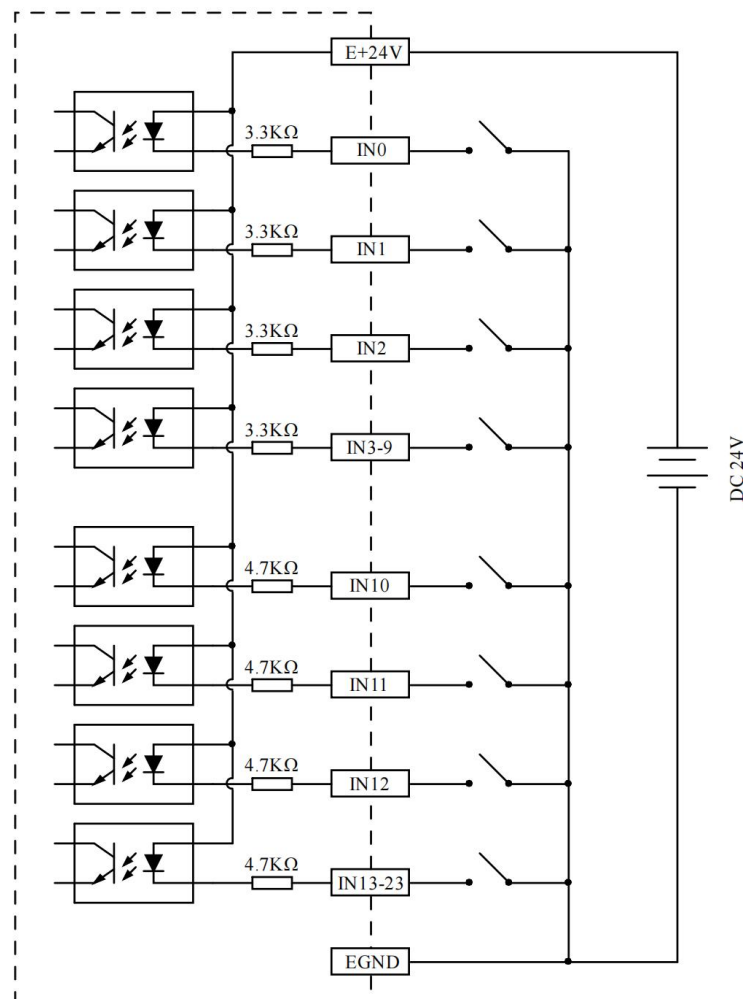 E+24V
3.3KΩ
IN0
3.3KΩ
IN1
3.3KΩ
IN2
3.3KΩ
IN3-9
DC 24V
4.7KΩ
IN10
4.7KΩ
IN11
4.7KΩ
IN12
4.7KΩ
IN13-23
EGND